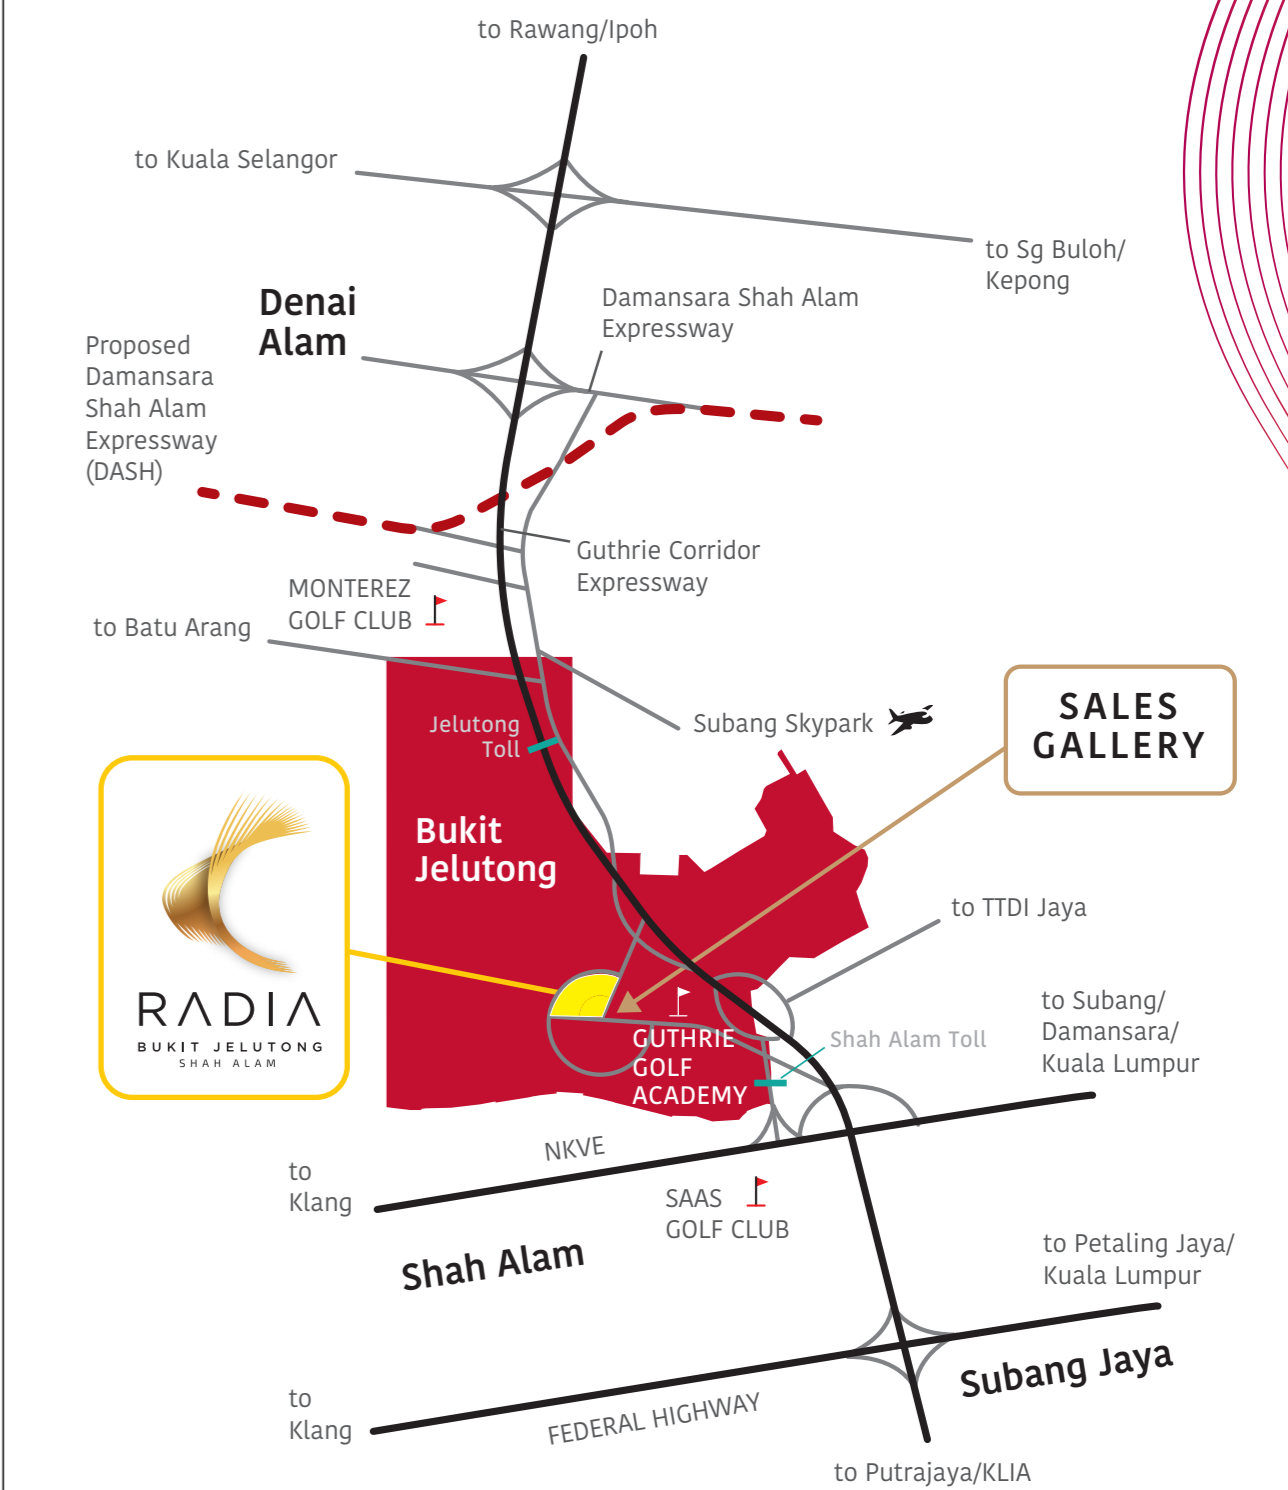 to Rawang/Ipoh
to Kuala Selangor
to Sg Buloh/
Kepong
Denai
Alam
Damansara Shah Alam
Expressway
Proposed
Damansara
Shah Alam
Expressway
(DASH)
Guthrie Corridor
Expressway
MONTEREZ
GOLF CLUB
to Batu Arang
Jelutong
Toll
Subang Skypark
SALES
GALLERY
Bukit
Jelutong
to TTDI Jaya
RADIA
BUKIT JELUTONG
SHAH ALAM
GUTHRIE
GOLF
ACADEMY
Shah Alam Toll
to Subang/
Damansara/
Kuala Lumpur
NKVE
to
Klang
SAAS
GOLF CLUB
Shah Alam
to Petaling Jaya/
Kuala Lumpur
Subang Jaya
to
Klang
FEDERAL HIGHWAY
to Putrajaya/KLIA